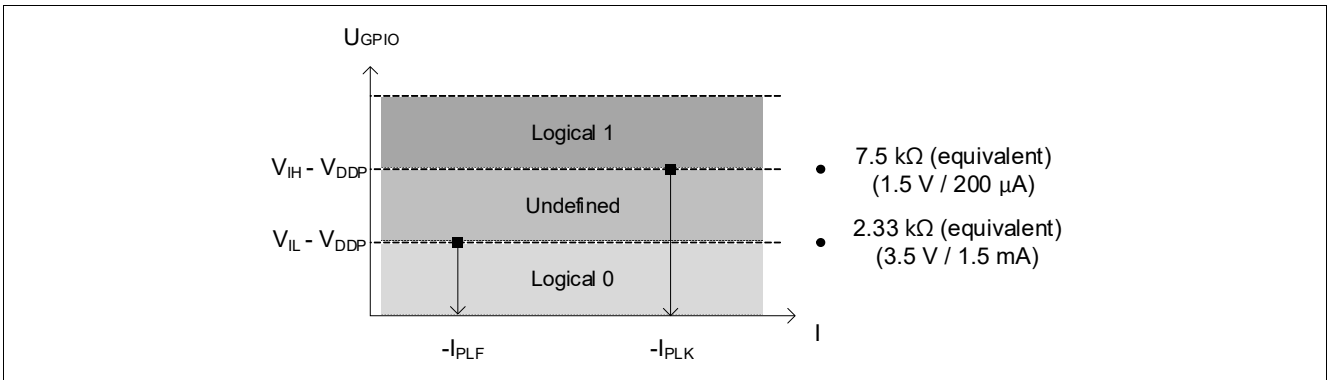 UGPIO
Logical 1
VIH - VDDP
7.5 kΩ (equivalent)
(1.5 V / 200 µA)
Undefined
VIL - VDDP
2.33 kΩ (equivalent)
(3.5 V / 1.5 mA)
Logical 0
I
-IPLF
-IPLK